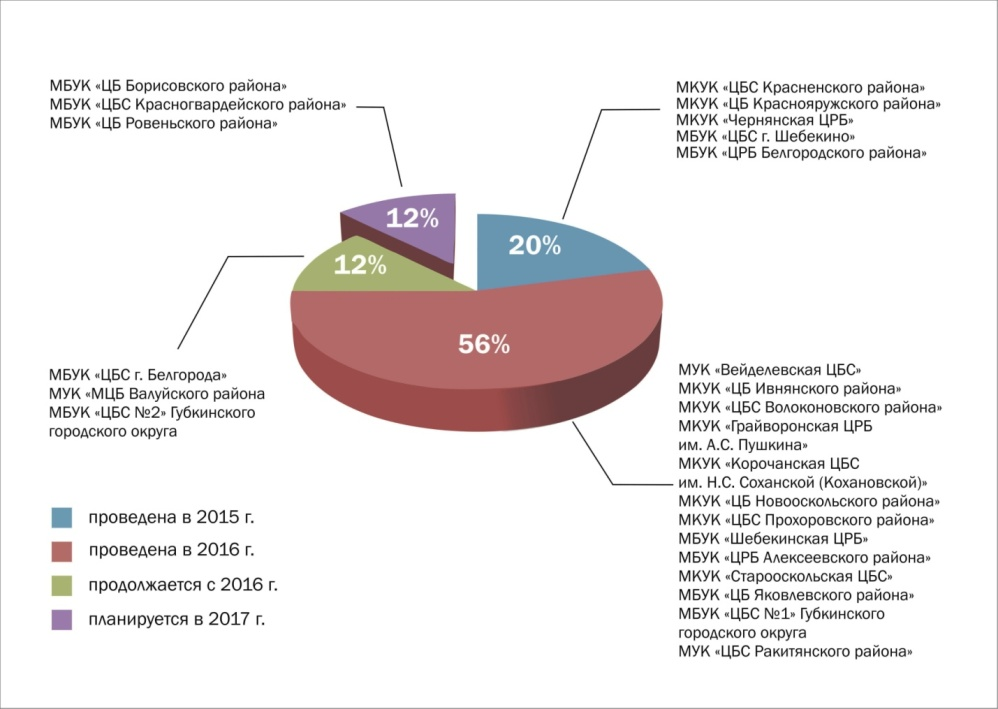 МБУК «ЦБ Борисовского района»
МБУК «ЦБС Красногвардейского района»
МБУК «ЦБ Ровеньского района»
МКУК «ЦБС Красненского района»
МКУК «ЦБ Краснояружского района»
МКУК «Чернянская ЦРБ»
МБУК «ЦБС г. Шебекино»
МБУК «ЦРБ Белгородского района»
12%
20%
12%
56%
МБУК «ЦБС г. Белгорода»
МУК «МЦБ Валуйского района
МБУК «ЦБС №2» Губкинского
городского округа
МУК «Вейделевская ЦБС»
МКУК «ЦБ Ивнянского района»
МКУК «ЦБС Волоконовского района»
МКУК «Грайворонская ЦРБ
им. А.С. Пушкина»
МКУК «Корочанская ЦБС
им. Н.С. Соханской (Кохановской)»
МКУК «ЦБ Новооскольского района»
МКУК «ЦБС Прохоровского района»
МБУК «Шебекинская ЦРБ»
МБУК «ЦРБ Алексеевского района»
МКУК «Старооскольская ЦБС»
МБУК «ЦБ Яковлевского района»
МБУК «ЦБС №1» Губкинского
городского округа
МУК «ЦБС Ракитянского района»
проведена в 2015 г.
проведена в 2016 г.
продолжается с 2016 г.
планируется в 2017 г.